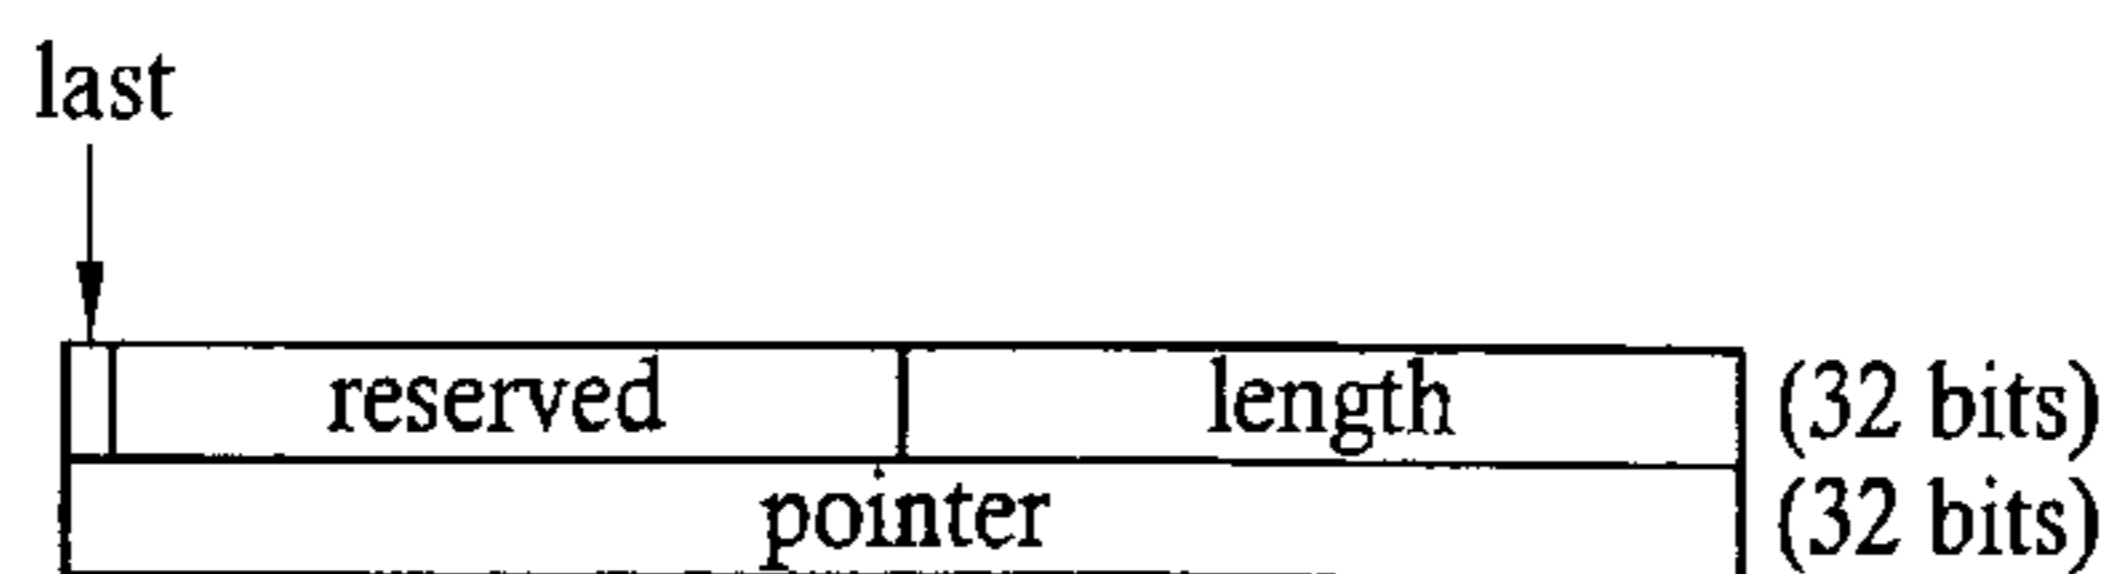 last
reserved length (32 bits)
pointer (32 bits)